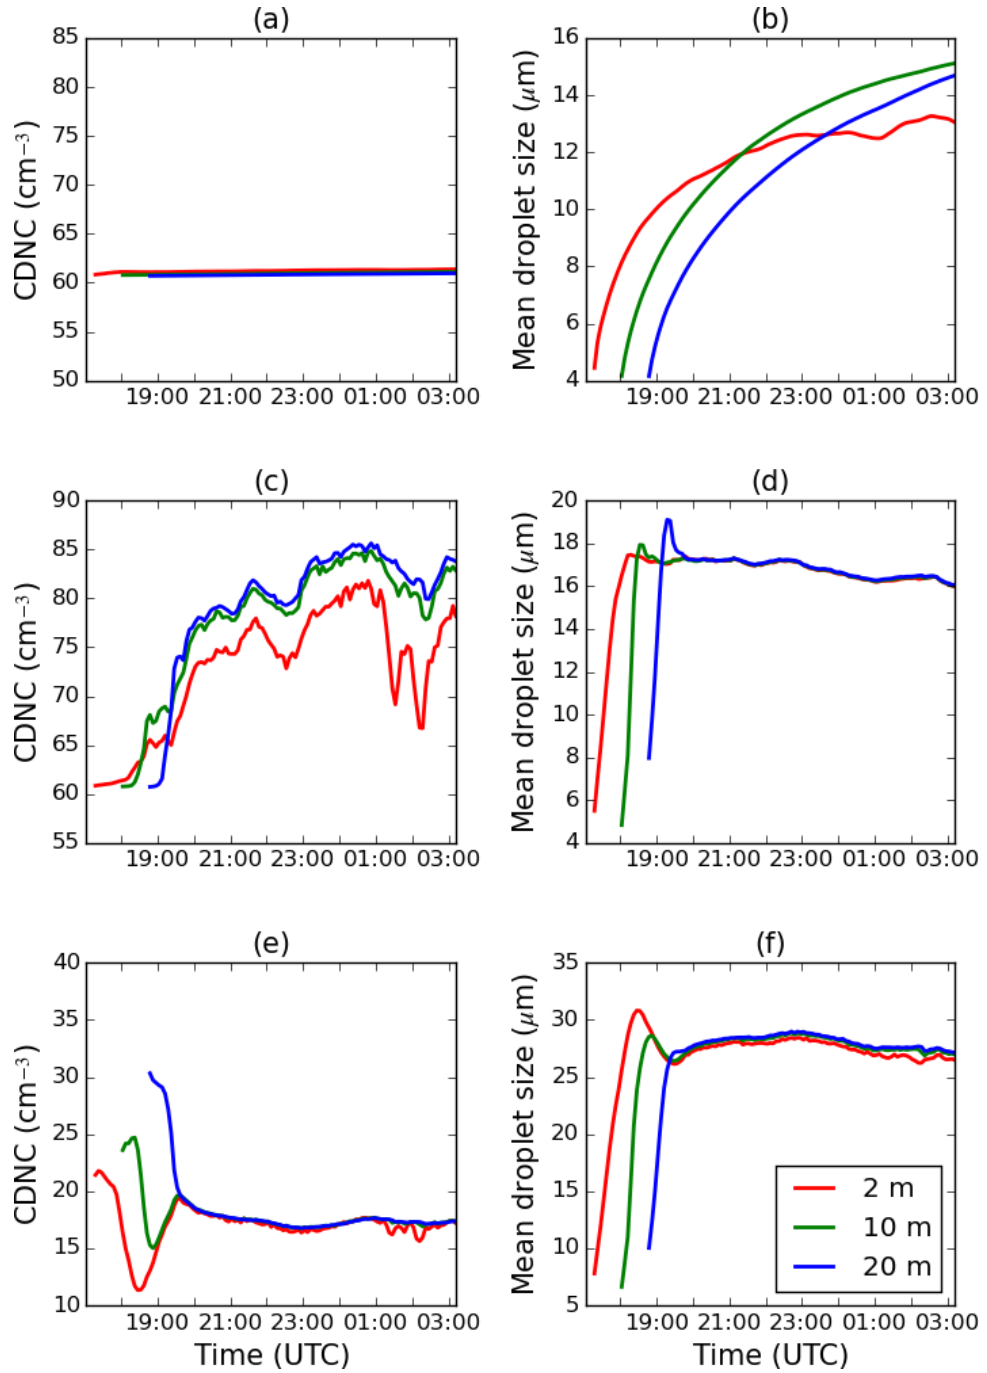 (a)
CDNC (cm⁻³)
85
80
75
70
65
60
55
50
19:00 21:00 23:00 01:00 03:00
(b)
Mean droplet size (μm)
16
14
12
10
8
6
4
19:00 21:00 23:00 01:00 03:00
(c)
CDNC (cm⁻³)
90
85
80
75
70
65
60
55
19:00 21:00 23:00 01:00 03:00
(d)
Mean droplet size (μm)
20
18
16
14
12
10
8
6
4
19:00 21:00 23:00 01:00 03:00
(e)
CDNC (cm⁻³)
40
35
30
25
20
15
10
19:00 21:00 23:00 01:00 03:00
Time (UTC)
(f)
Mean droplet size (μm)
35
30
25
20
15
10
5
2 m
10 m
20 m
19:00 21:00 23:00 01:00 03:00
Time (UTC)